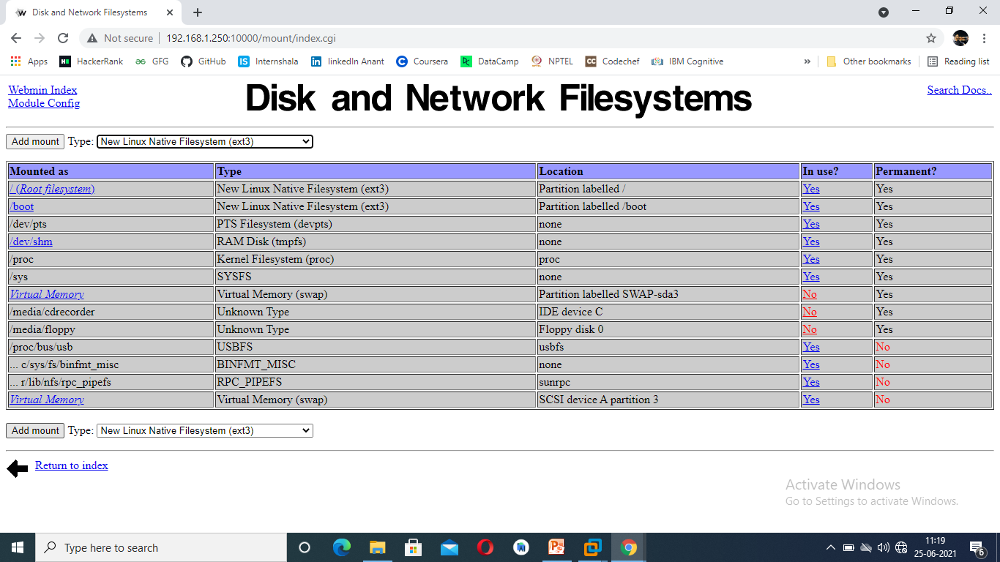 Disk and Network Filesystems
Not secure 192.168.1.250:10000/mount/index.cgi
Apps HackerRank GFG GitHub Internshala linkedIn Anant Coursera DataCamp NPTEL Codechef IBM Cognitive » Other bookmarks Reading list
Webmin Index
Module Config
Disk and Network Filesystems
Search Docs..
Add mount Type: New Linux Native Filesystem (ext3)
Mounted as Type Location In use? Permanent?
/ (Root filesystem) New Linux Native Filesystem (ext3) Partition labelled / Yes Yes
/boot New Linux Native Filesystem (ext3) Partition labelled /boot Yes Yes
/dev/pts PTS Filesystem (devpts) none Yes Yes
/dev/shm RAM Disk (tmpfs) none Yes Yes
/proc Kernel Filesystem (proc) proc Yes Yes
/sys SYSFS none Yes Yes
Virtual Memory Virtual Memory (swap) Partition labelled SWAP-sda3 No Yes
/media/cdrecorder Unknown Type IDE device C No Yes
/media/floppy Unknown Type Floppy disk 0 No Yes
/proc/bus/usb USBFS usbfs Yes No
... c/sys/fs/binfmt_misc BINFMT_MISC none Yes No
... r/lib/nfs/rpc_pipefs RPC_PIPEFS sunrpc Yes No
Virtual Memory Virtual Memory (swap) SCSI device A partition 3 Yes No
Add mount Type: New Linux Native Filesystem (ext3)
Return to index
Activate Windows
Go to Settings to activate Windows.
Type here to search
11:19
25-06-2021
6